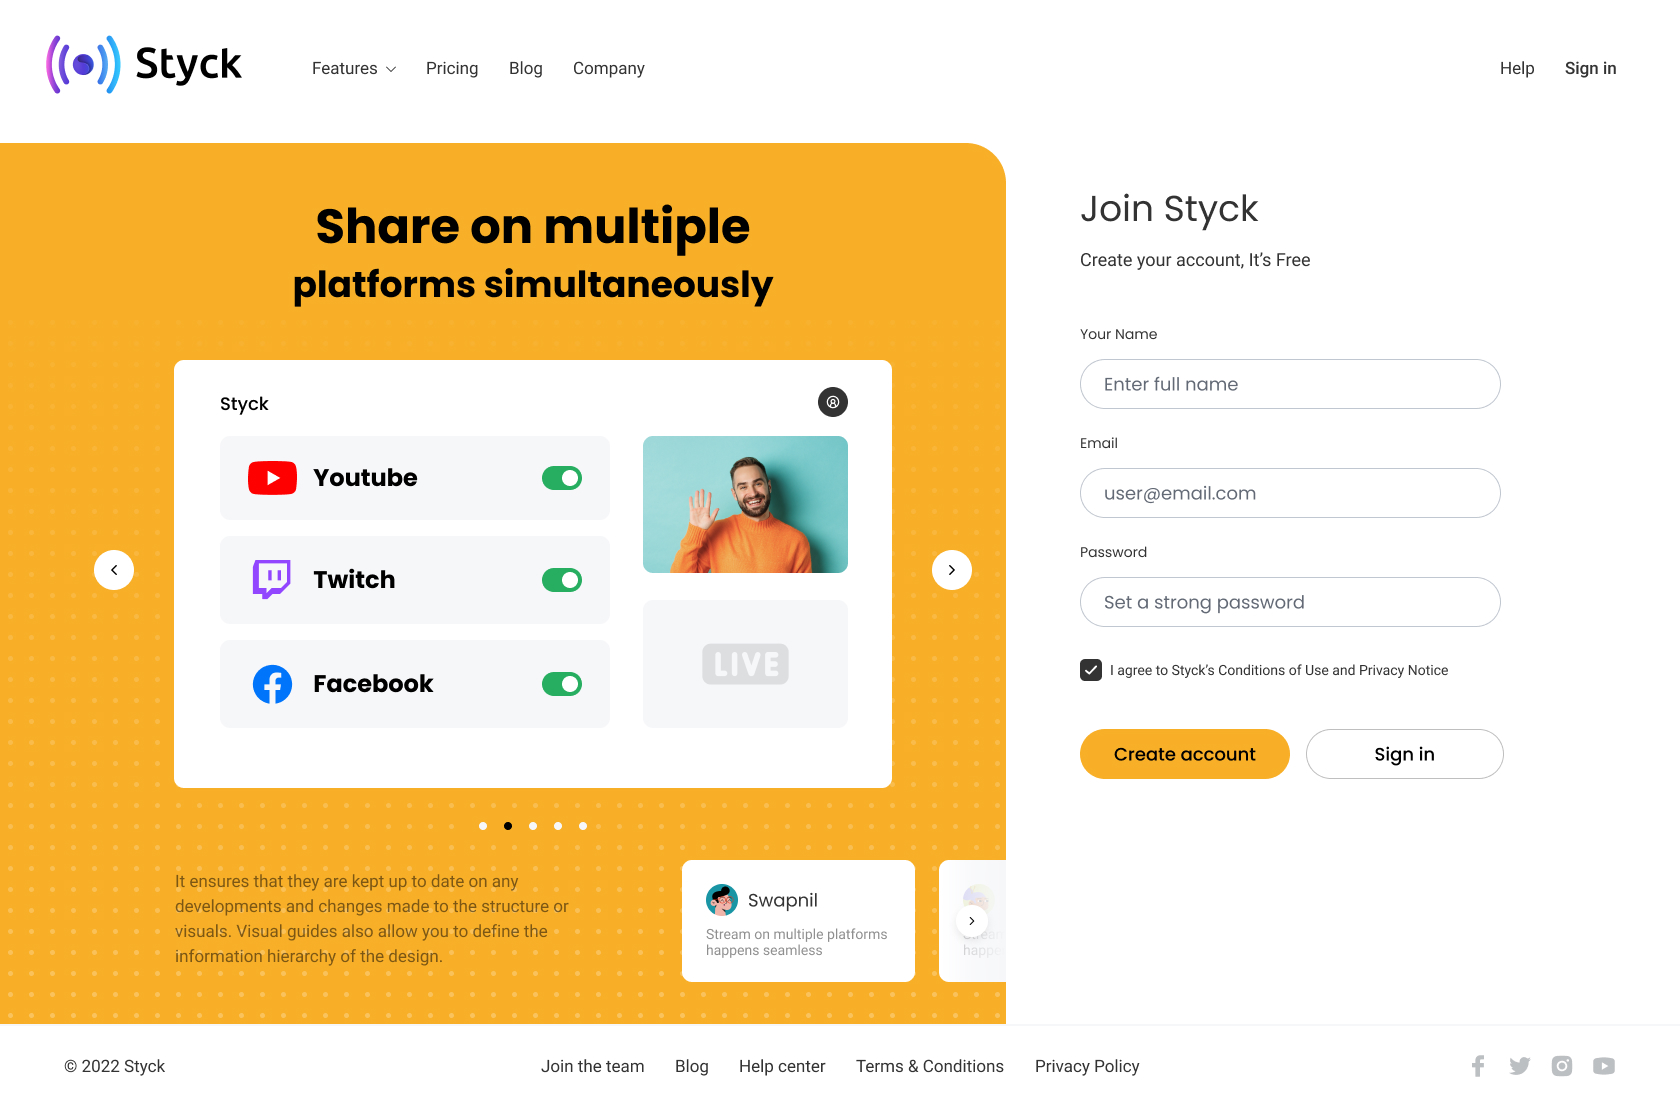 Styck
Features
Pricing
Blog
Company
Help
Sign in
Share on multiple
platforms simultaneously
Styck
Youtube
Twitch
Facebook
LIVE
It ensures that they are kept up to date on any
developments and changes made to the structure or
visuals. Visual guides also allow you to define the
information hierarchy of the design.
Swapnil
Stream on multiple platforms
happens seamless
Join Styck
Create your account, It’s Free
Your Name
Enter full name
Email
user@email.com
Password
Set a strong password
I agree to Styck’s Conditions of Use and Privacy Notice
Create account
Sign in
© 2022 Styck
Join the team
Blog
Help center
Terms & Conditions
Privacy Policy